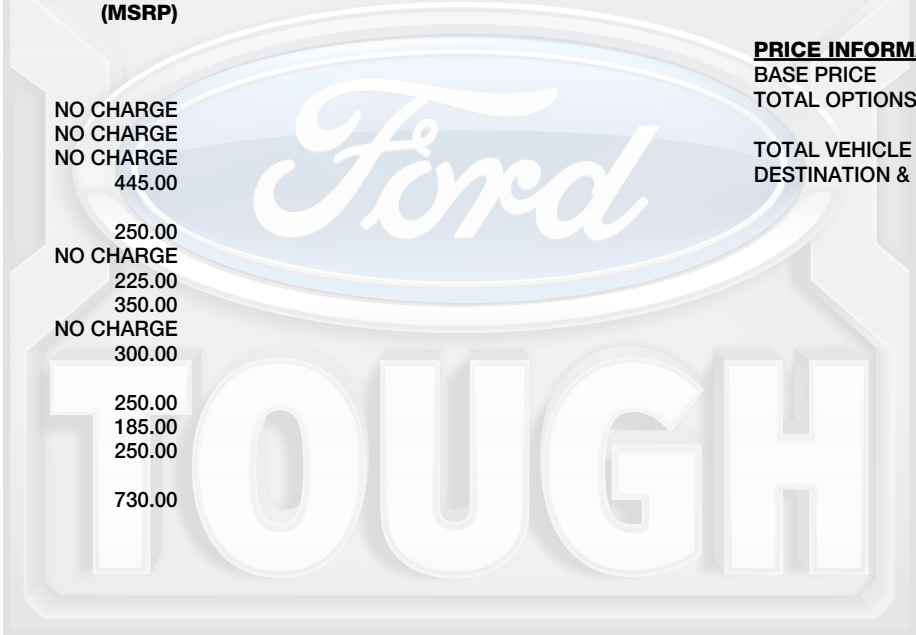 (MSRP)
NO CHARGE
NO CHARGE
NO CHARGE
445.00
250.00
NO CHARGE
225.00
350.00
NO CHARGE
300.00
250.00
185.00
250.00
730.00
PRICE INFORMA
BASE PRICE
TOTAL OPTIONS
TOTAL VEHICLE
DESTINATION &
Ford
TOUGH